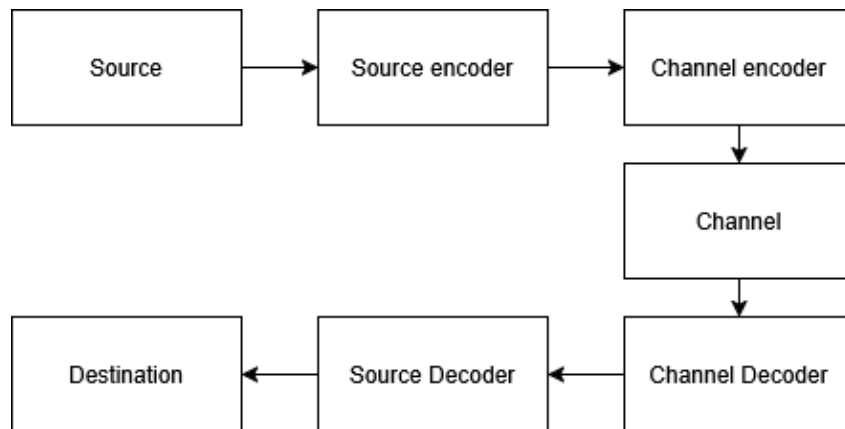 Source
Source encoder
Channel encoder
Channel
Destination
Source Decoder
Channel Decoder